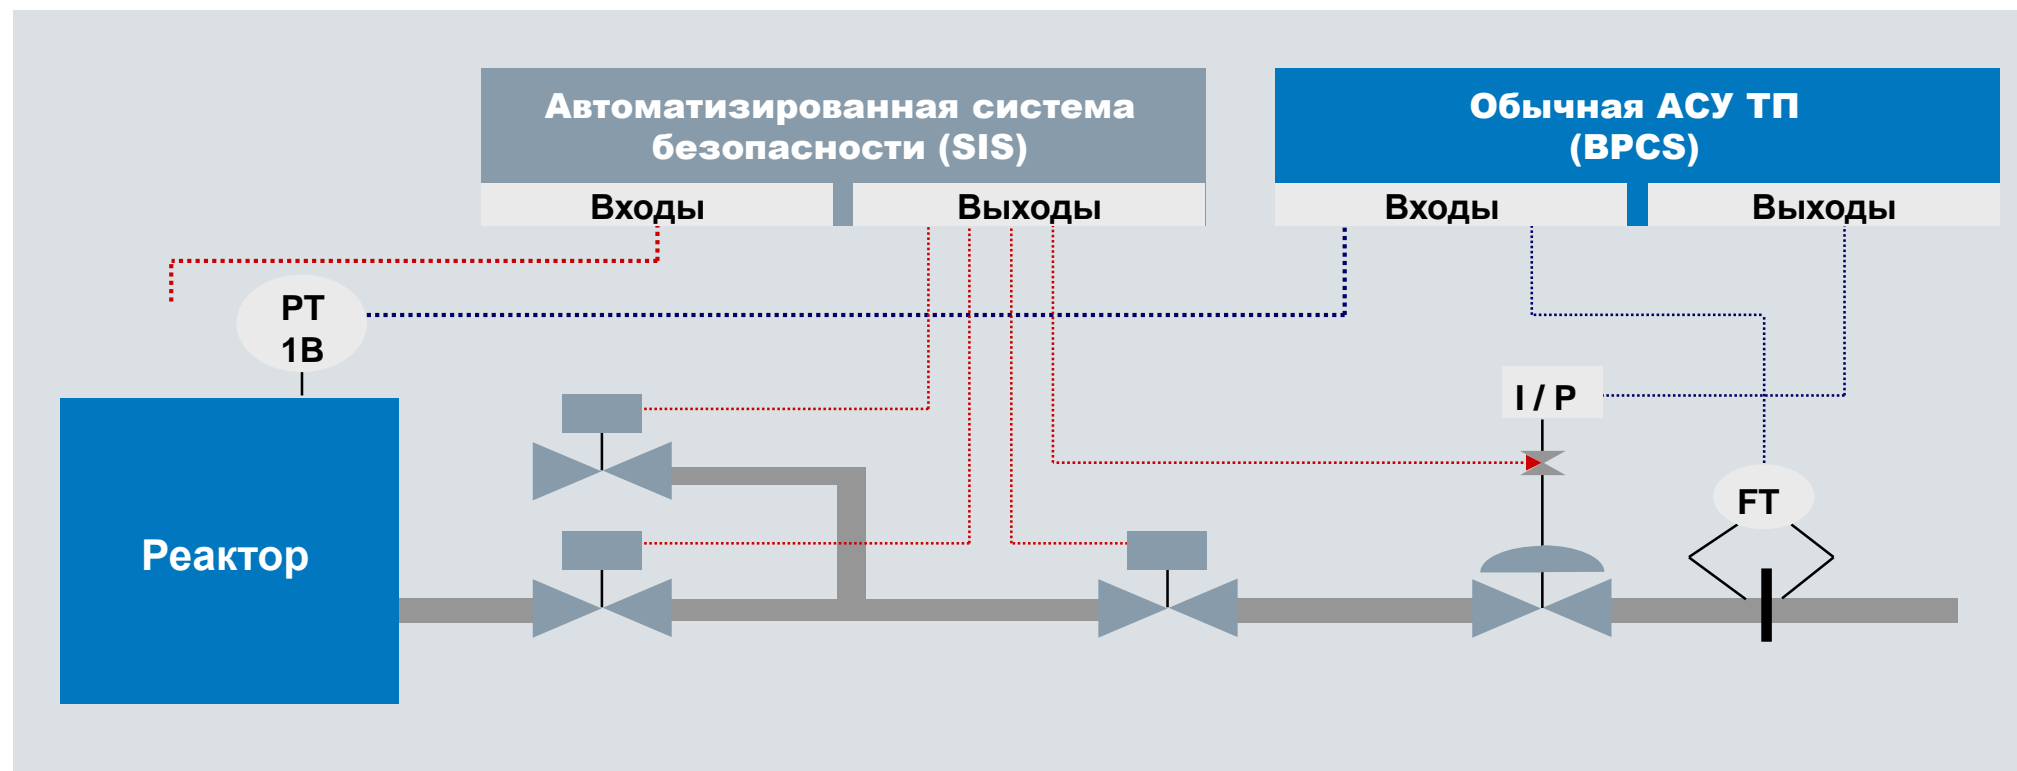 Автоматизированная система
безопасности (SIS)
Обычная АСУ ТП
(BPCS)
Входы
Выходы
Входы
Выходы
PT
1B
I / P
FT
Реактор